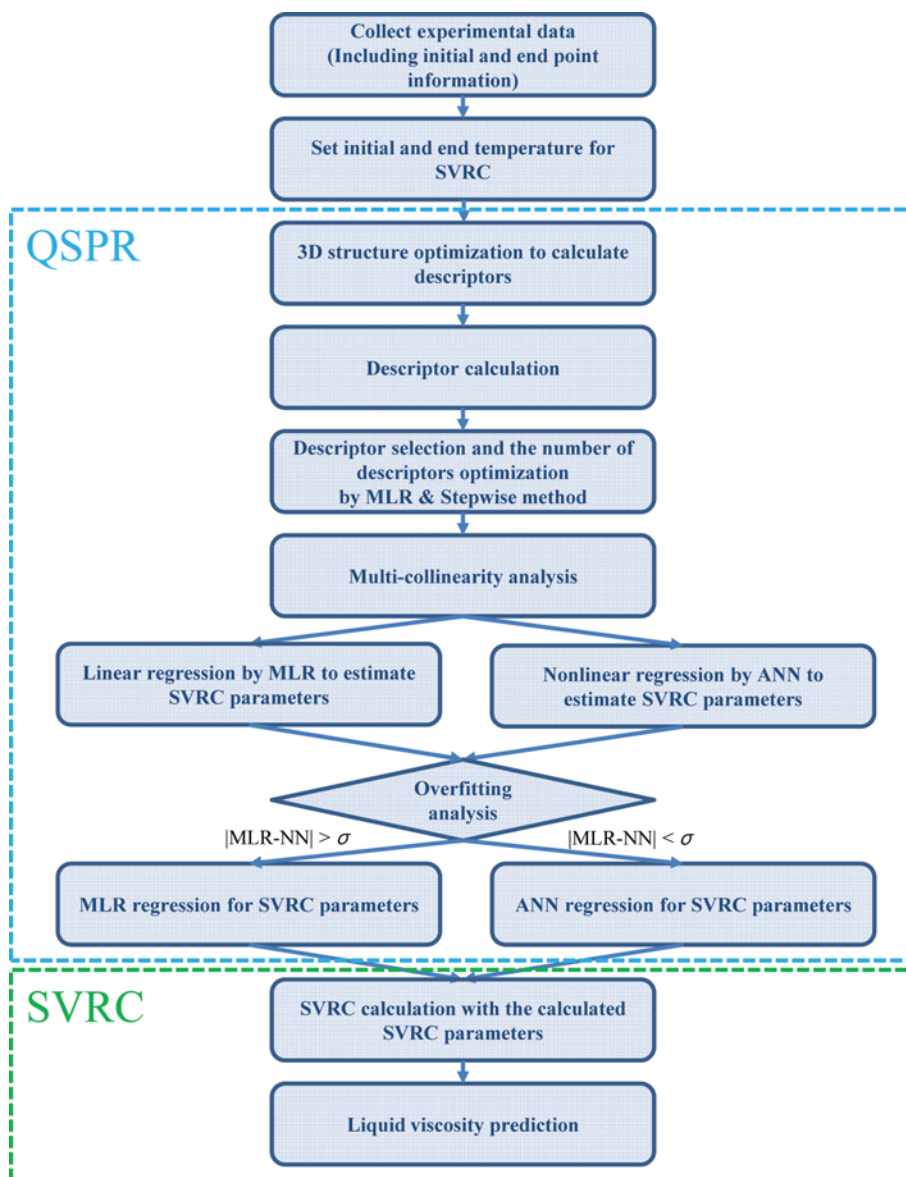 Collect experimental data
(Including initial and end point
information)
Set initial and end temperature for
SVRC
QSPR
3D structure optimization to calculate
descriptors
Descriptor calculation
Descriptor selection and the number of
descriptors optimization
by MLR & Stepwise method
Multi-collinearity analysis
Linear regression by MLR to estimate
SVRC parameters
Nonlinear regression by ANN to
estimate SVRC parameters
Overfitting
analysis
|MLR-NN| > σ
|MLR-NN| < σ
MLR regression for SVRC parameters
ANN regression for SVRC parameters
SVRC
SVRC calculation with the calculated
SVRC parameters
Liquid viscosity prediction